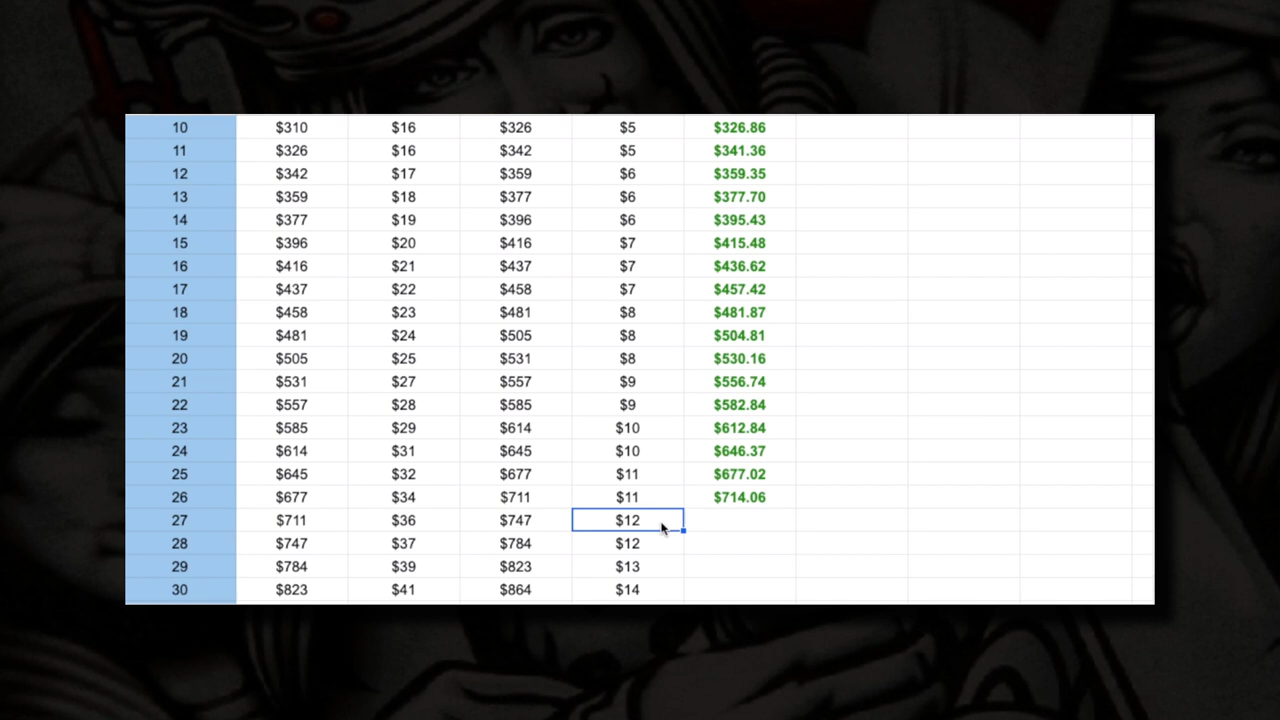 10 $310 $16 $326 $5 $326.86
11 $326 $16 $342 $5 $341.36
12 $342 $17 $359 $6 $359.35
13 $359 $18 $377 $6 $377.70
14 $377 $19 $396 $6 $395.43
15 $396 $20 $416 $7 $415.48
16 $416 $21 $437 $7 $436.62
17 $437 $22 $458 $7 $457.42
18 $458 $23 $481 $8 $481.87
19 $481 $24 $505 $8 $504.81
20 $505 $25 $531 $8 $530.16
21 $531 $27 $557 $9 $556.74
22 $557 $28 $585 $9 $582.84
23 $585 $29 $614 $10 $612.84
24 $614 $31 $645 $10 $646.37
25 $645 $32 $677 $11 $677.02
26 $677 $34 $711 $11 $714.06
27 $711 $36 $747 $12
28 $747 $37 $784 $12
29 $784 $39 $823 $13
30 $823 $41 $864 $14